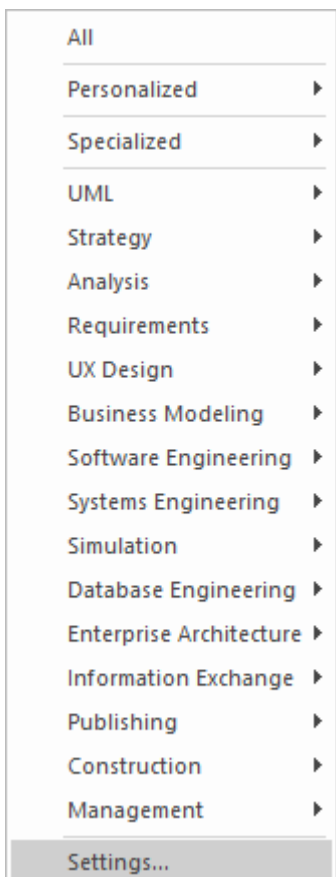 All
Personalized
Specialized
UML
Strategy
Analysis
Requirements
UX Design
Business Modeling
Software Engineering
Systems Engineering
Simulation
Database Engineering
Enterprise Architecture
Information Exchange
Publishing
Construction
Management
Settings...